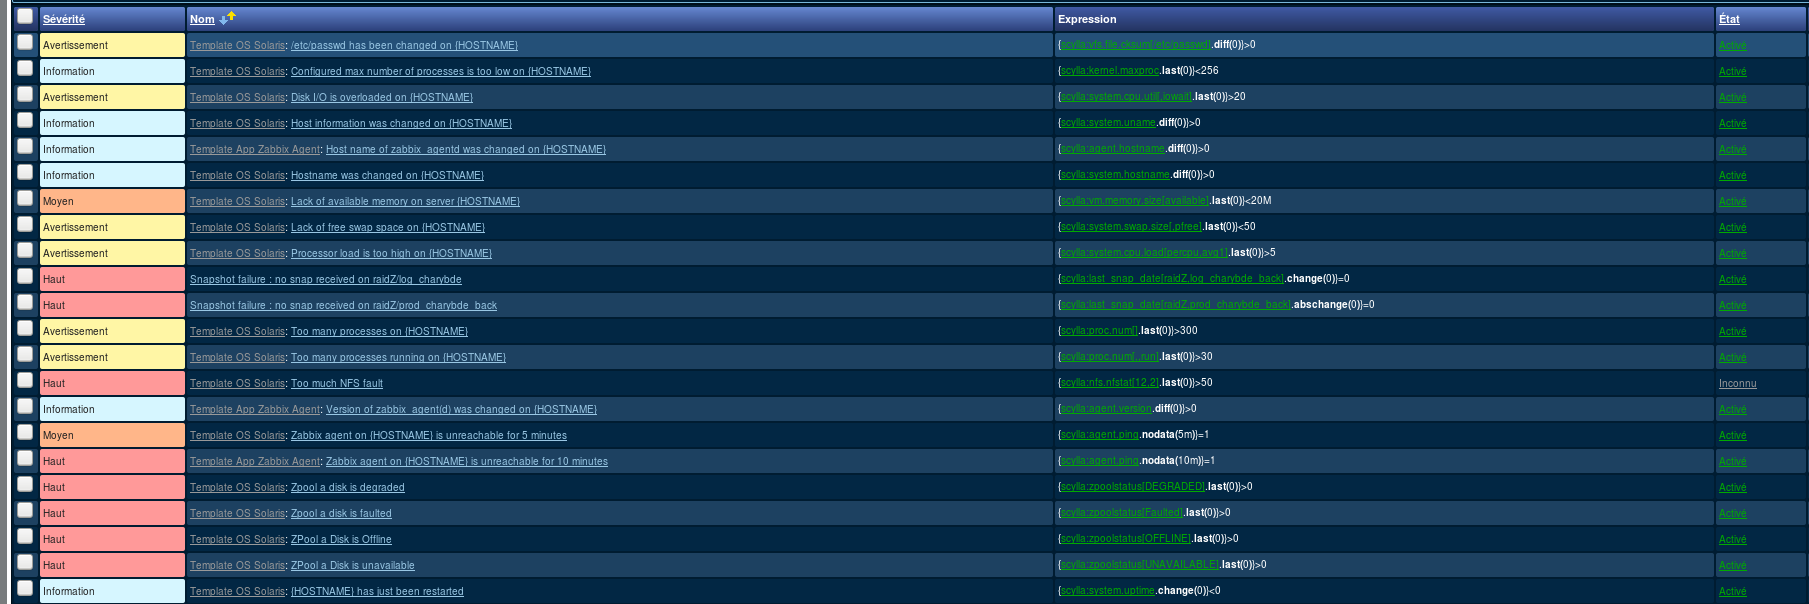 Sévérité Nom Expression État
Avertissement Template OS Solaris: /etc/passwd has been changed on {HOSTNAME} {scylla:vfs.file.cksum[/etc/passwd].diff(0)}>0 Activé
Information Template OS Solaris: Configured max number of processes is too low on {HOSTNAME} {scylla:kernel.maxproc.last(0)}<256 Activé
Avertissement Template OS Solaris: Disk I/O is overloaded on {HOSTNAME} {scylla:system.cpu.util[,iowait].last(0)}>20 Activé
Information Template OS Solaris: Host information was changed on {HOSTNAME} {scylla:system.uname.diff(0)}>0 Activé
Information Template App Zabbix Agent: Host name of zabbix_agentd was changed on {HOSTNAME} {scylla:agent.hostname.diff(0)}>0 Activé
Information Template OS Solaris: Hostname was changed on {HOSTNAME} {scylla:system.hostname.diff(0)}>0 Activé
Moyen Template OS Solaris: Lack of available memory on server {HOSTNAME} {scylla:vm.memory.size[available].last(0)}<20M Activé
Avertissement Template OS Solaris: Lack of free swap space on {HOSTNAME} {scylla:system.swap.size[,pfree].last(0)}<50 Activé
Avertissement Template OS Solaris: Processor load is too high on {HOSTNAME} {scylla:system.cpu.load[percpu,avg1].last(0)}>5 Activé
Haut Snapshot failure : no snap received on raidZ/log_charybde {scylla:last_snap_date[raidZ,log_charybde_back].change(0)}=0 Activé
Haut Snapshot failure : no snap received on raidZ/prod_charybde_back {scylla:last_snap_date[raidZ,prod_charybde_back].abschange(0)}=0 Activé
Avertissement Template OS Solaris: Too many processes on {HOSTNAME} {scylla:proc.num[].last(0)}>300 Activé
Avertissement Template OS Solaris: Too many processes running on {HOSTNAME} {scylla:proc.num[,,run].last(0)}>30 Activé
Haut Template OS Solaris: Too much NFS fault {scylla:nfs.nfstat[12,2].last(0)}>50 Inconnu
Information Template App Zabbix Agent: Version of zabbix_agent(d) was changed on {HOSTNAME} {scylla:agent.version.diff(0)}>0 Activé
Moyen Template OS Solaris: Zabbix agent on {HOSTNAME} is unreachable for 5 minutes {scylla:agent.ping.nodata(5m)}=1 Activé
Haut Template App Zabbix Agent: Zabbix agent on {HOSTNAME} is unreachable for 10 minutes {scylla:agent.ping.nodata(10m)}=1 Activé
Haut Template OS Solaris: Zpool a disk is degraded {scylla:zpoolstatus[DEGRADED].last(0)}>0 Activé
Haut Template OS Solaris: Zpool a disk is faulted {scylla:zpoolstatus[Faulted].last(0)}>0 Activé
Haut Template OS Solaris: ZPool a Disk is Offline {scylla:zpoolstatus[OFFLINE].last(0)}>0 Activé
Haut Template OS Solaris: ZPool a Disk is unavailable {scylla:zpoolstatus[UNAVAILABLE].last(0)}>0 Activé
Information Template OS Solaris: {HOSTNAME} has just been restarted {scylla:system.uptime.change(0)}<0 Activé